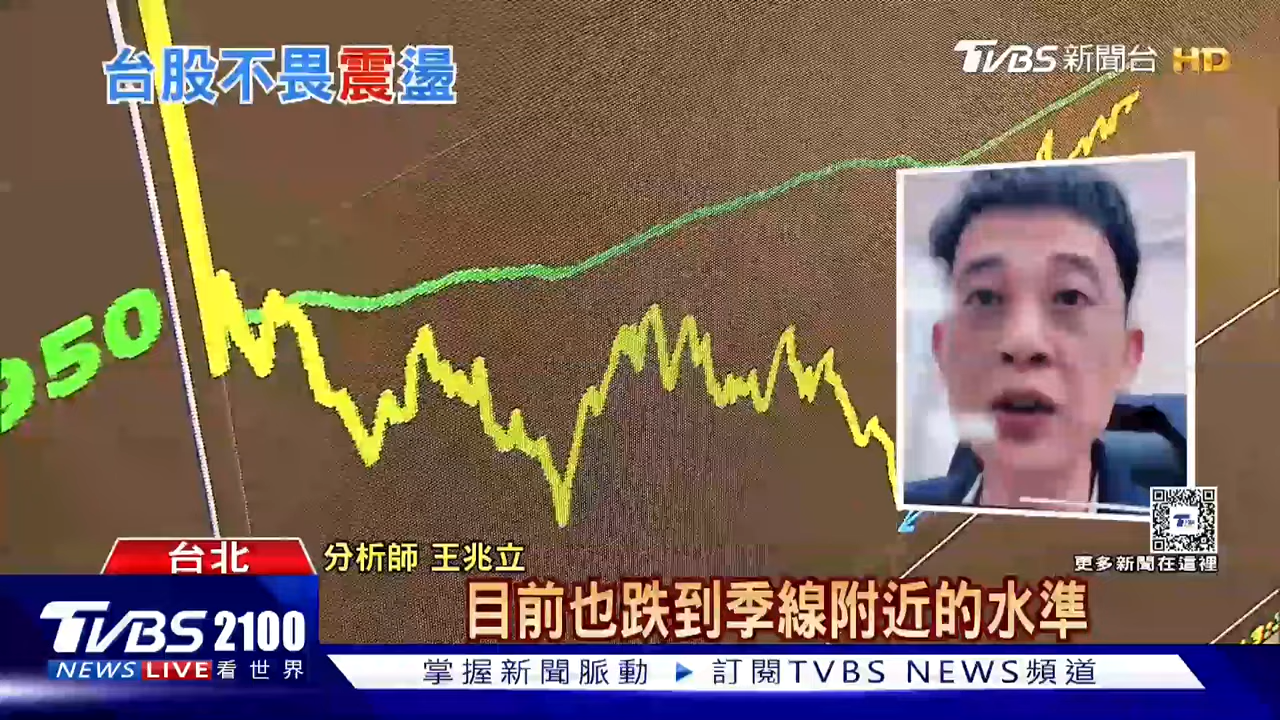 台股不畏震盪
TVBS新聞台 HD
950
更多新聞在這裡
台北
分析師 王兆立
目前也跌到季線附近的水準
TVBS 2100
NEWS LIVE 看世界
掌握新聞脈動 ▶ 訂閱TVBS NEWS頻道